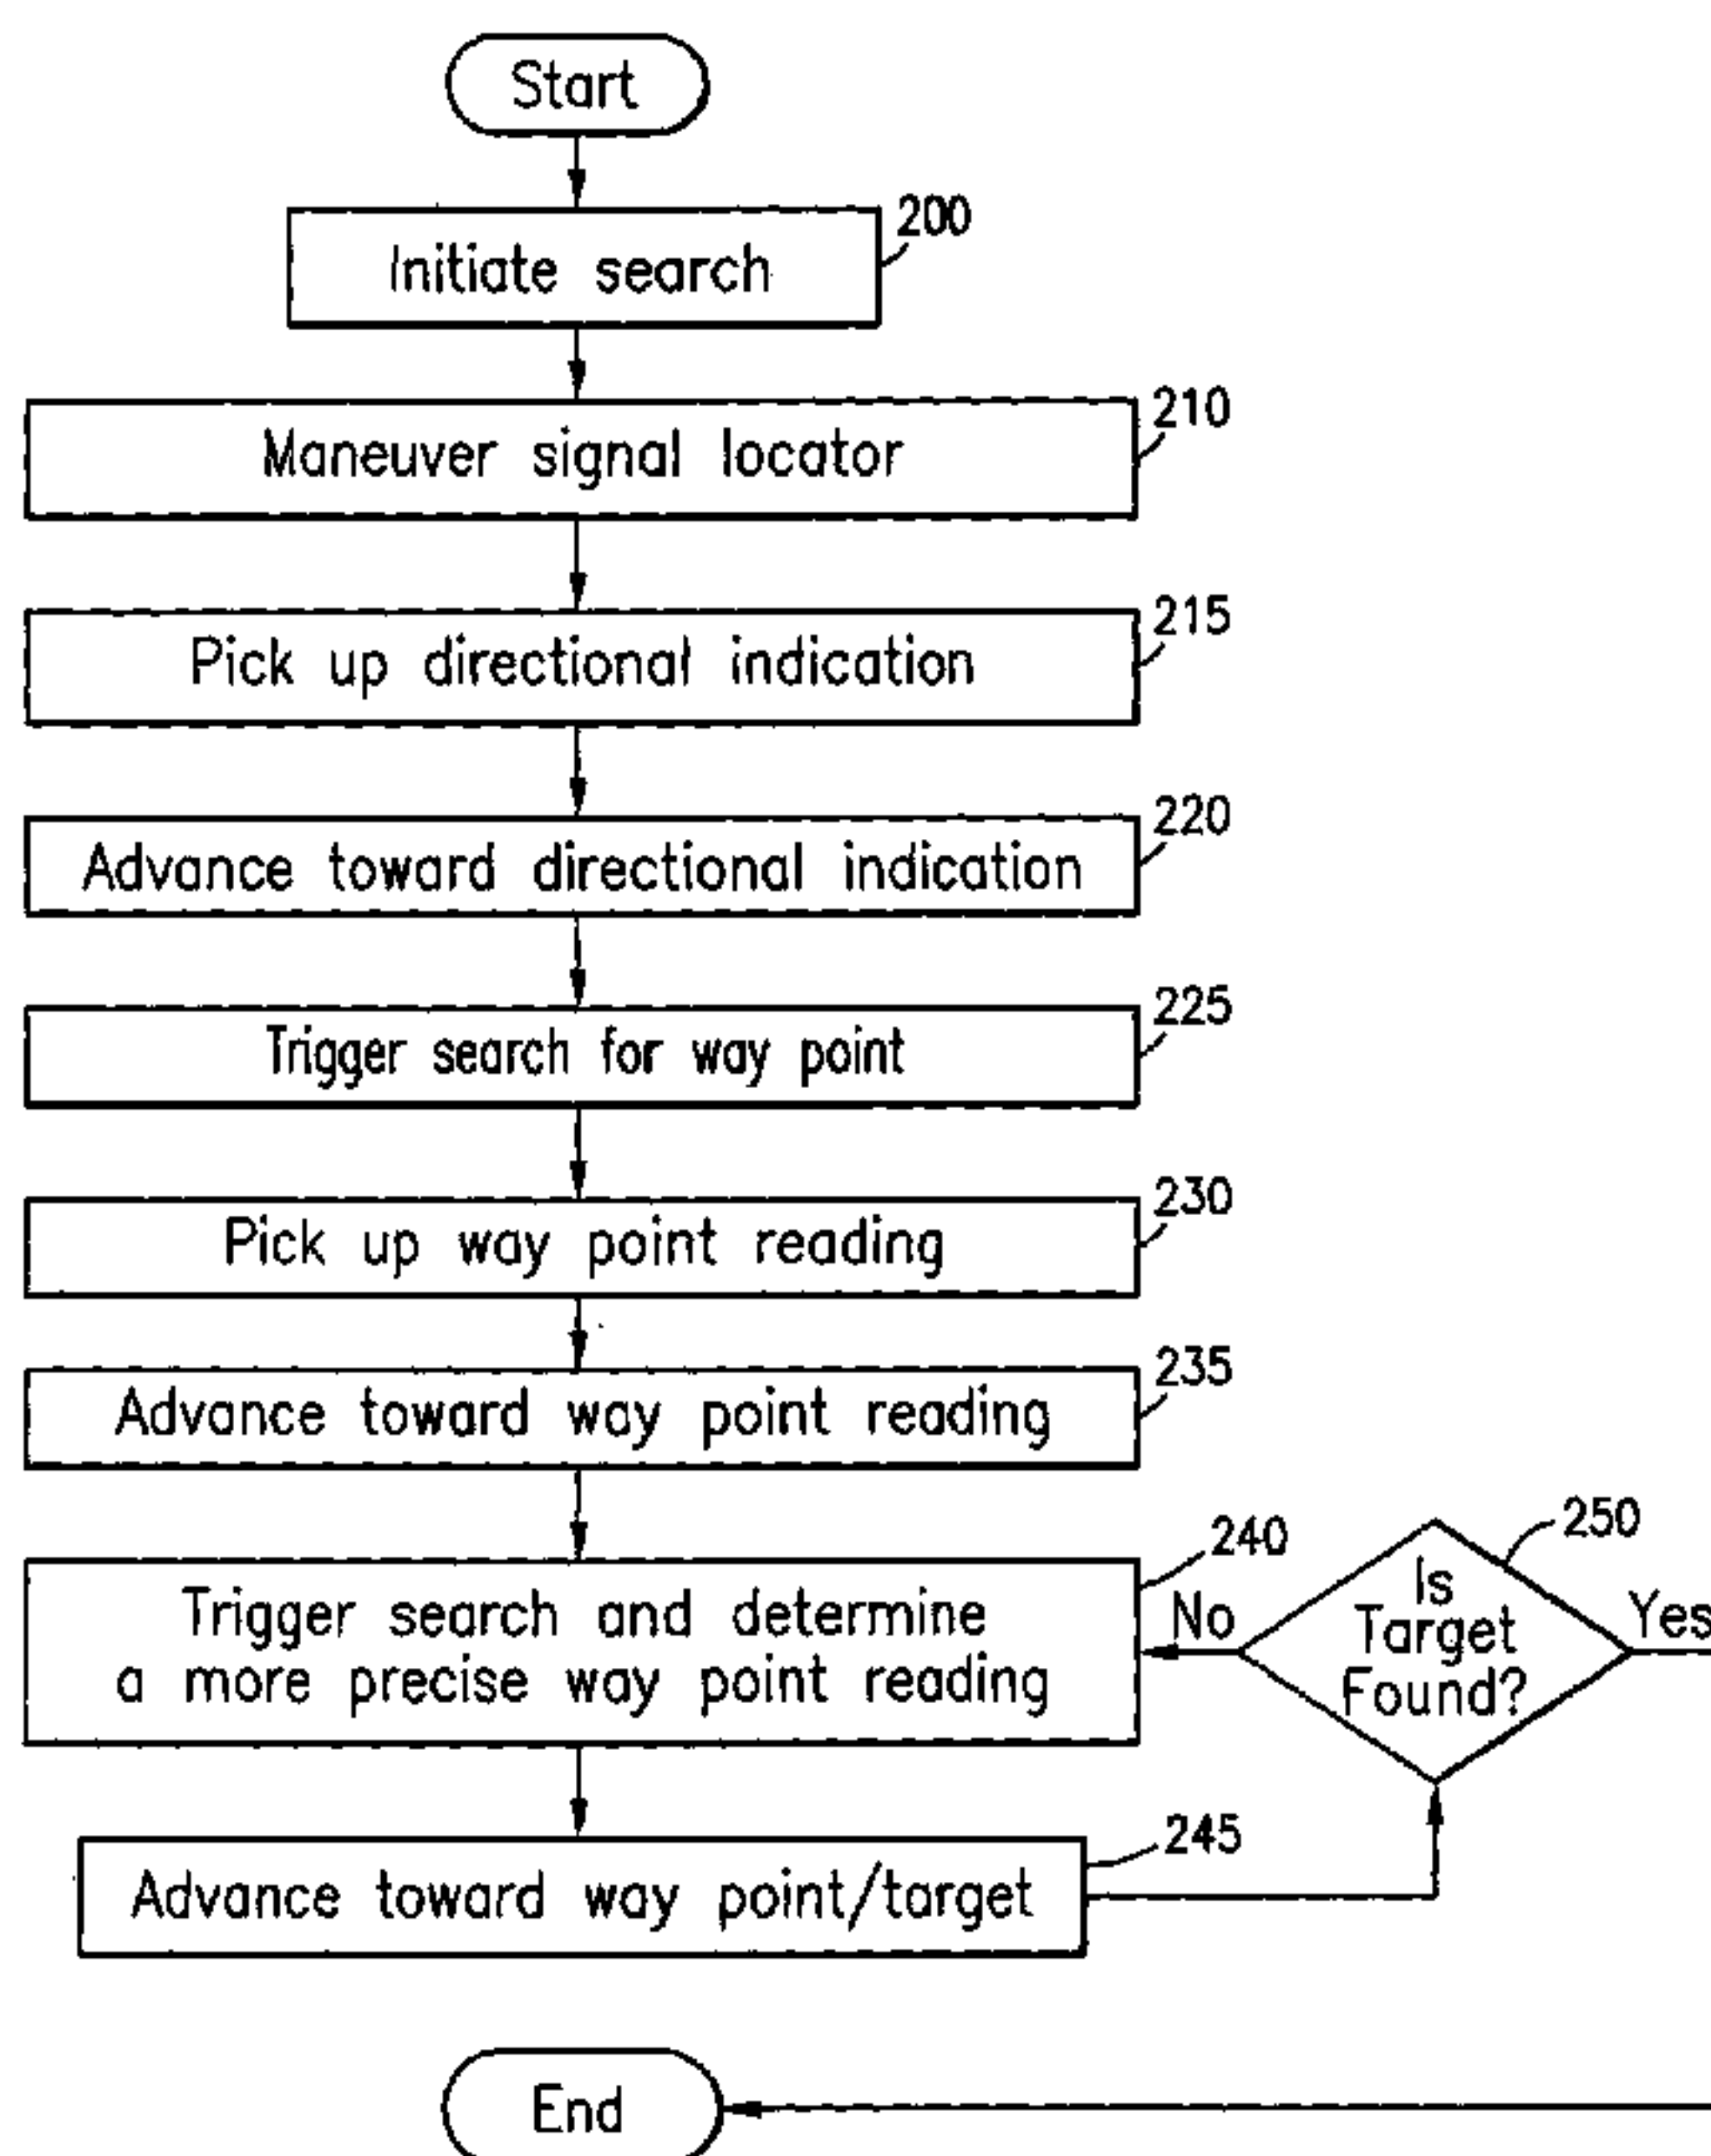 Start
200
Initiate search
210
Maneuver signal locator
215
Pick up directional indication
220
Advance toward directional indication
225
Trigger search for way point
230
Pick up way point reading
235
Advance toward way point reading
240
Trigger search and determine
a more precise way point reading
No
250
Is
Target
Found?
Yes
245
Advance toward way point/target
End